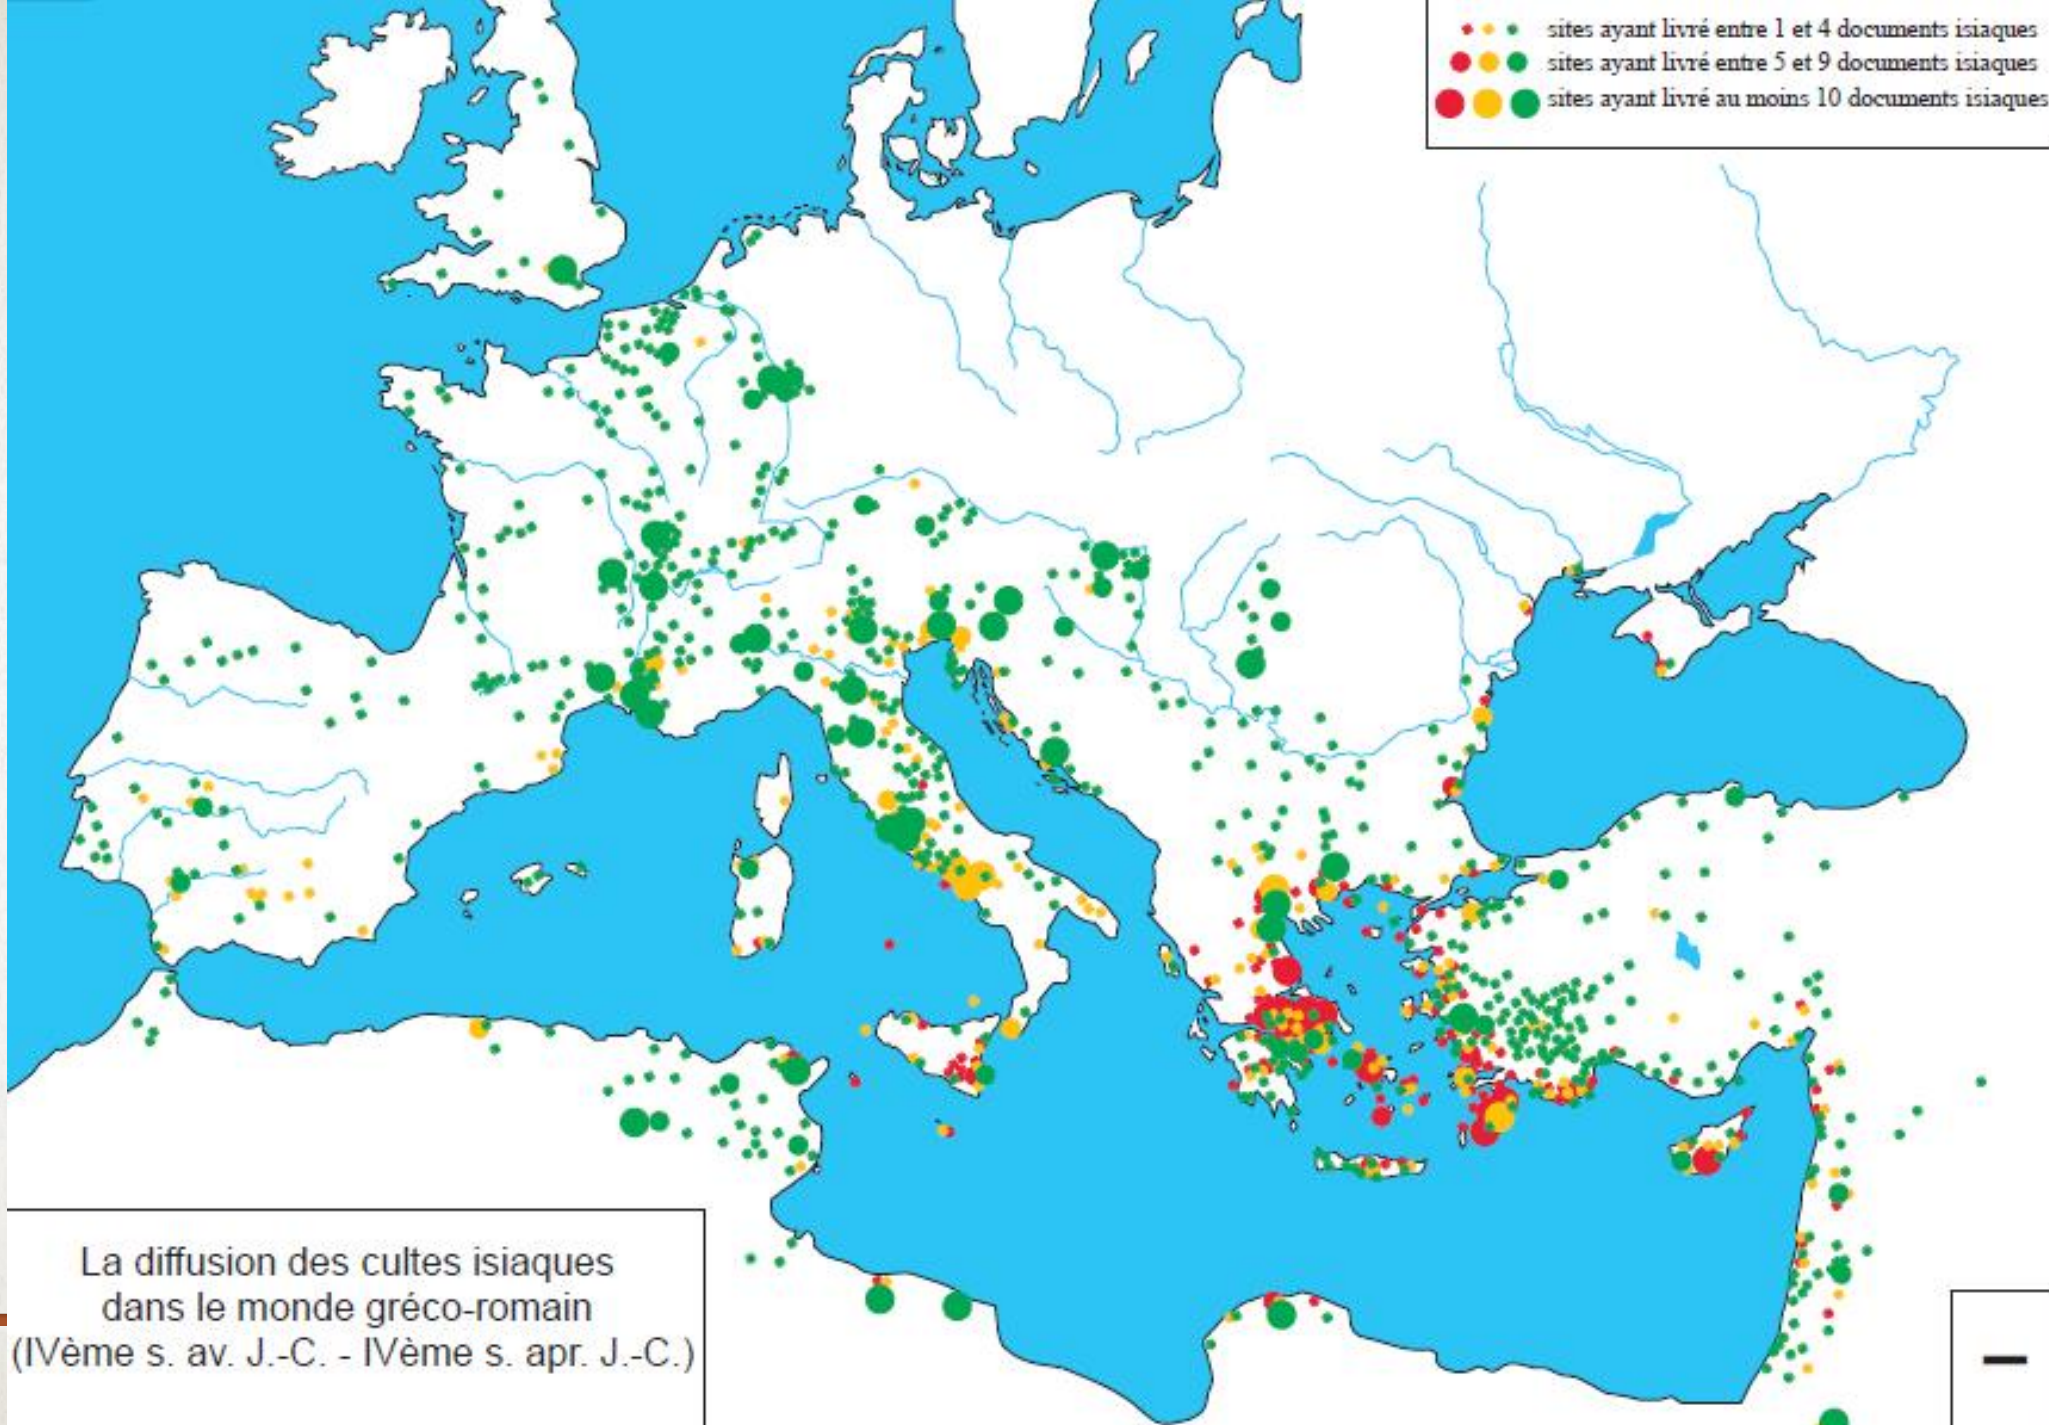 sites ayant livré entre 1 et 4 documents isiaques
sites ayant livré entre 5 et 9 documents isiaques
sites ayant livré au moins 10 documents isiaques
La diffusion des cultes isiaques
dans le monde gréco-romain
(IVème s. av. J.-C. - IVème s. apr. J.-C.)